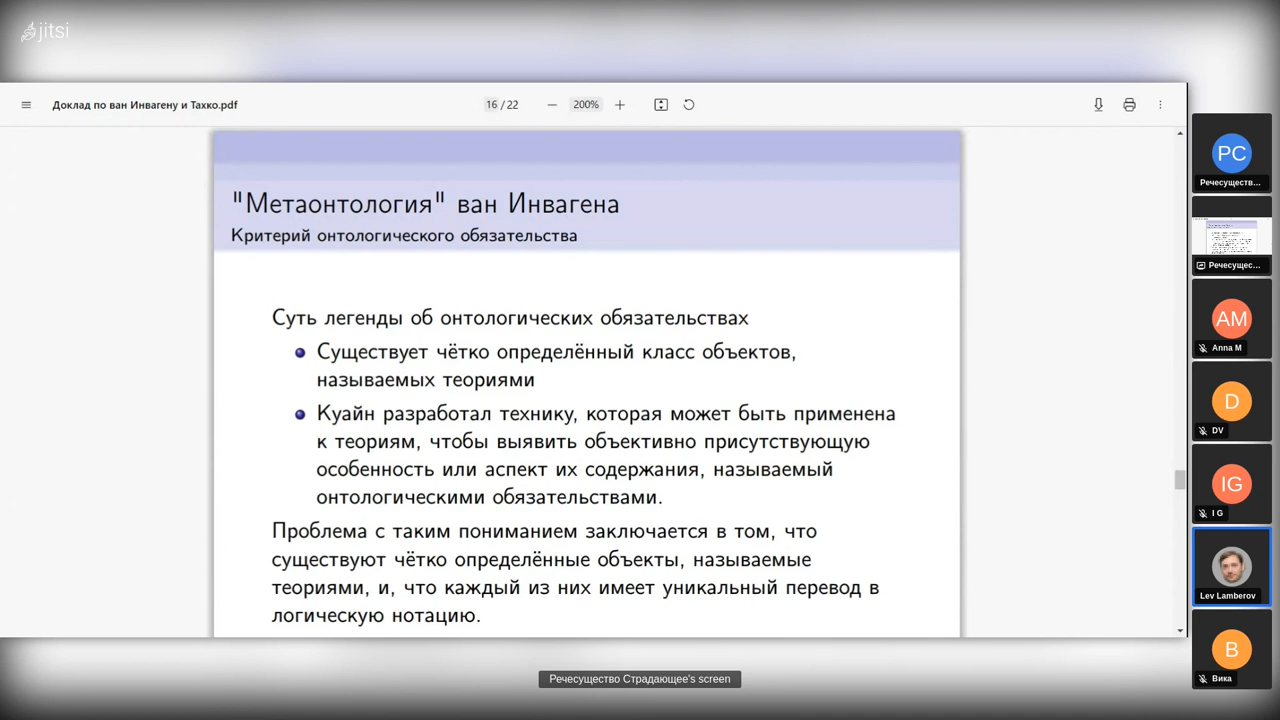 jitsi
Доклад по ван Инвагену и Тахко.pdf
16 / 22
200%
"Метаонтология" ван Инвагена
Критерий онтологического обязательства
Суть легенды об онтологических обязательствах
Существует чётко определённый класс объектов,
называемых теориями
Куайн разработал технику, которая может быть применена
к теориям, чтобы выявить объективно присутствующую
особенность или аспект их содержания, называемый
онтологическими обязательствами.
Проблема с таким пониманием заключается в том, что
существуют чётко определённые объекты, называемые
теориями, и, что каждый из них имеет уникальный перевод в
логическую нотацию.
PC
Речесуществ...
Речесущес...
AM
Anna M
D
DV
IG
I G
Lev Lamberov
В
Вика
Речесущество Страдающее's screen